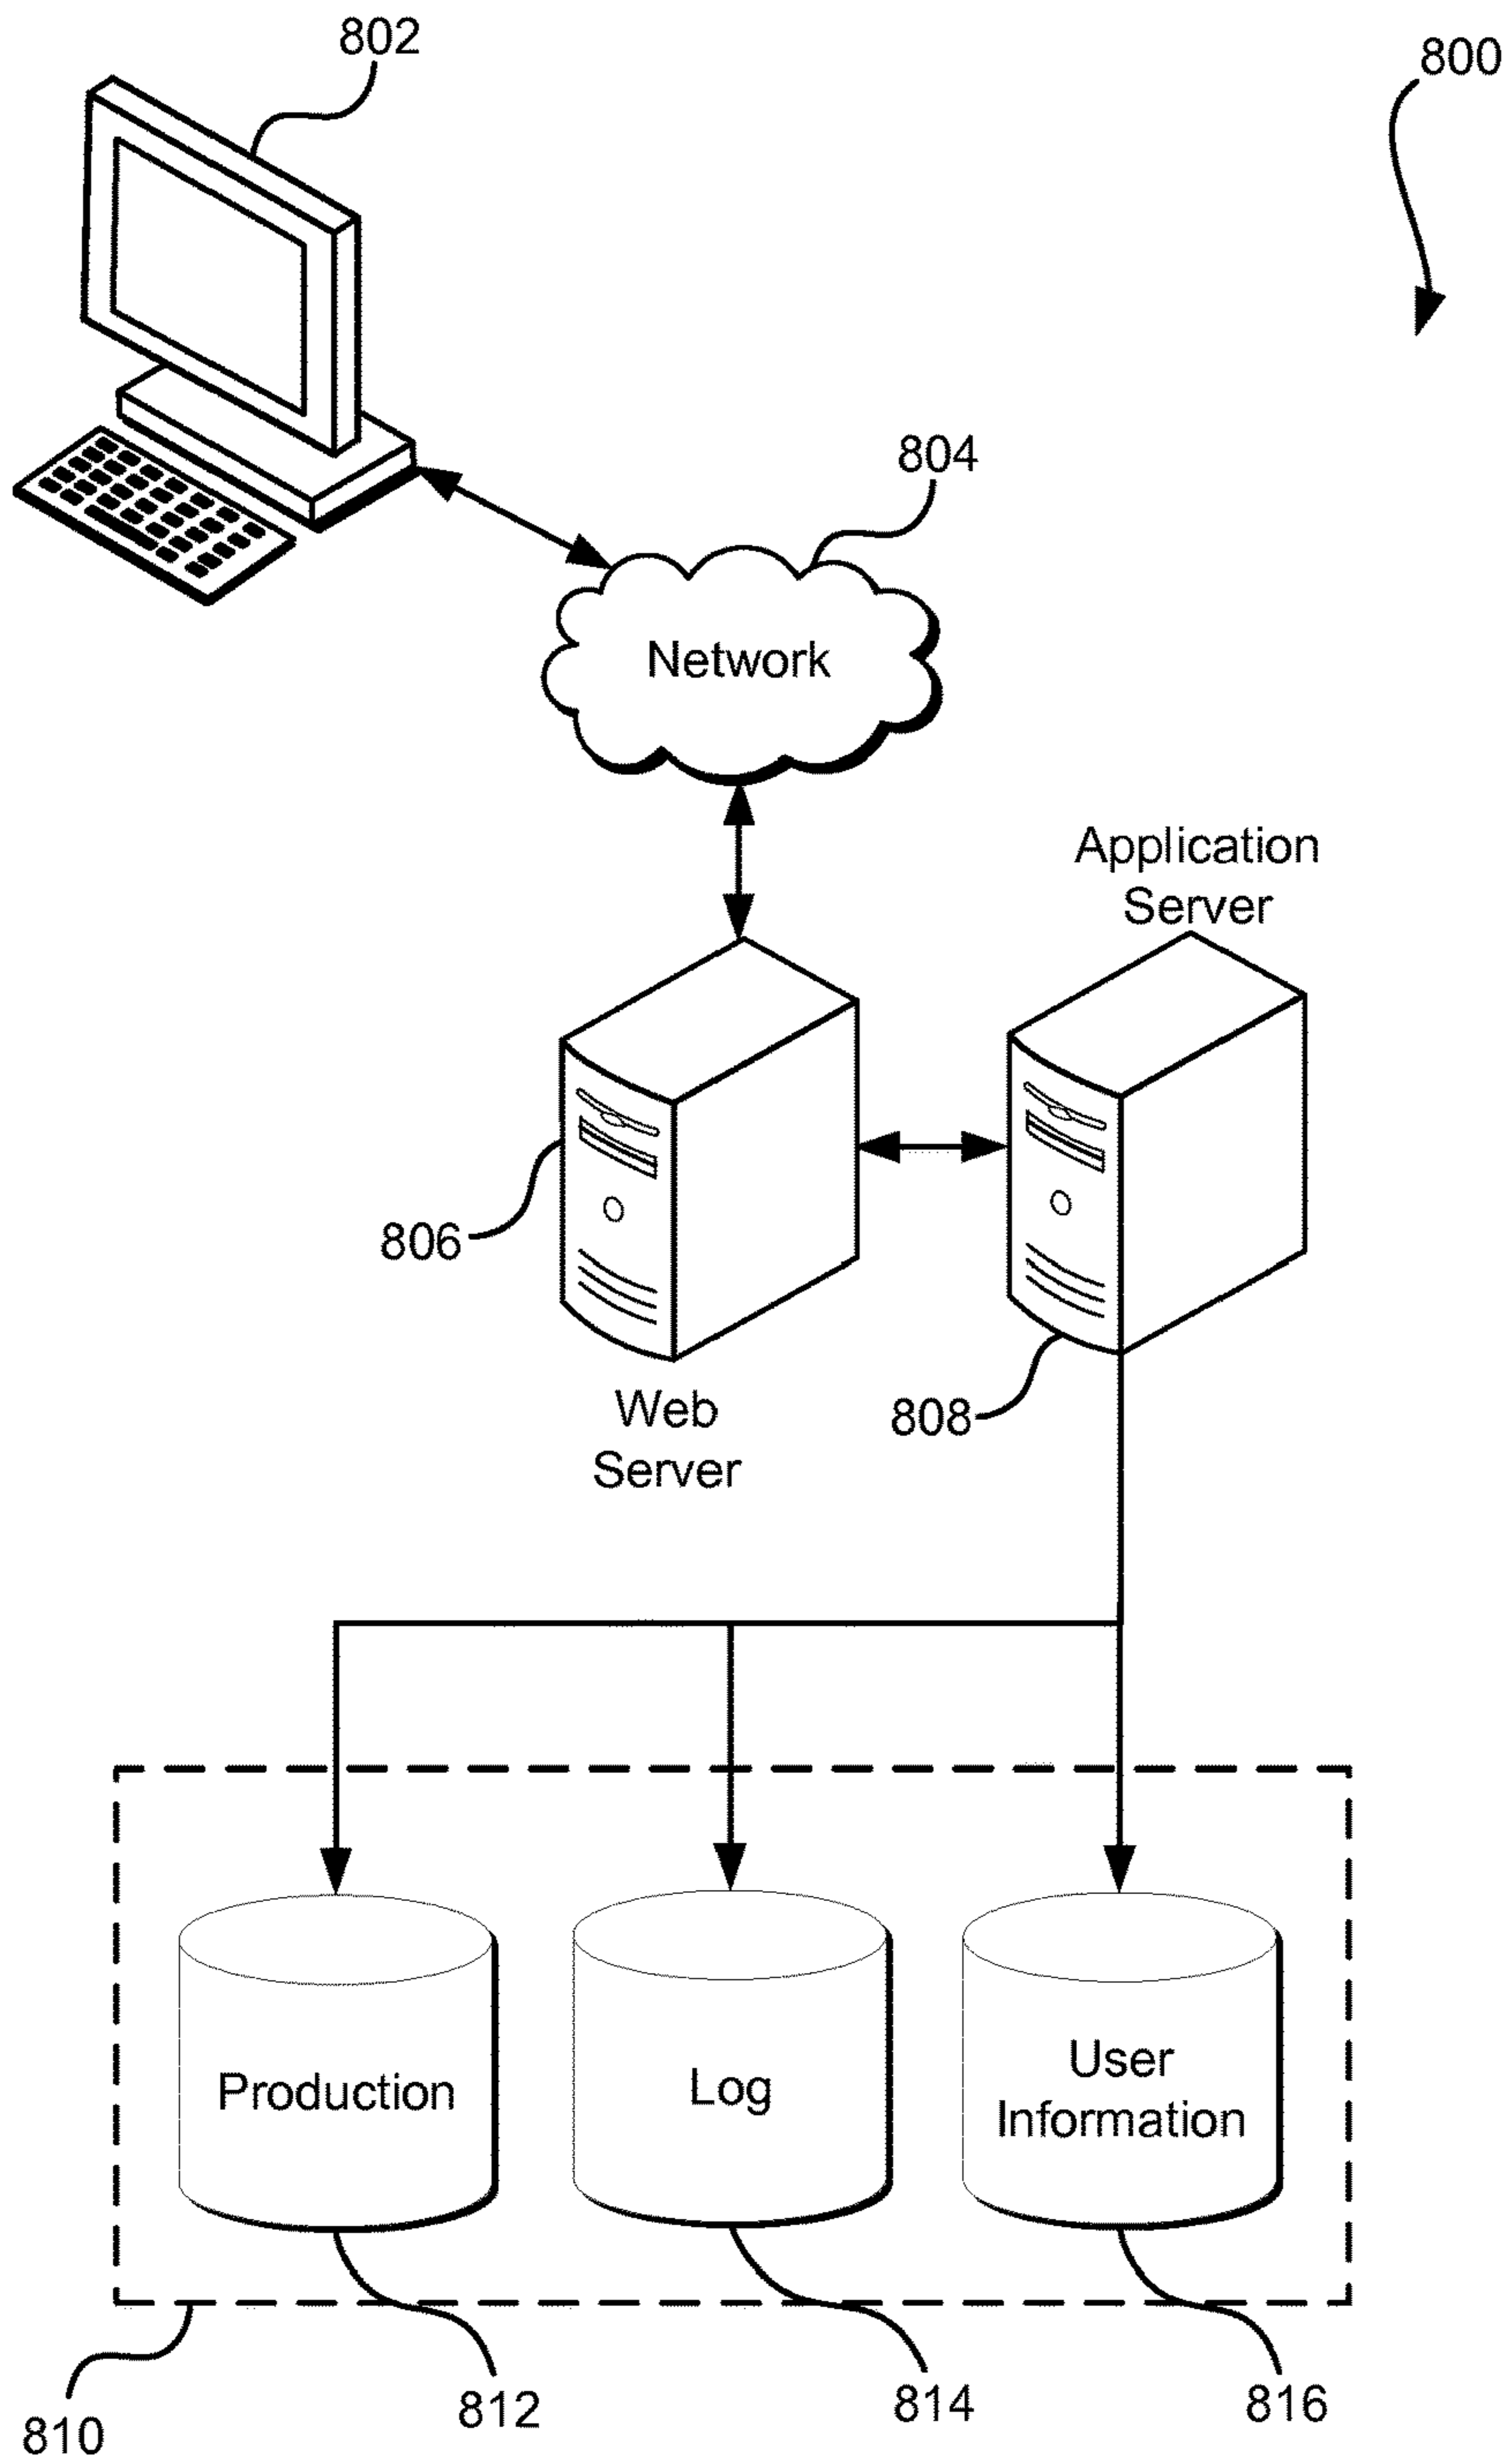 802
800
804
Network
Application
Server
806
808
Web
Server
Production
Log
User
Information
810
812
814
816